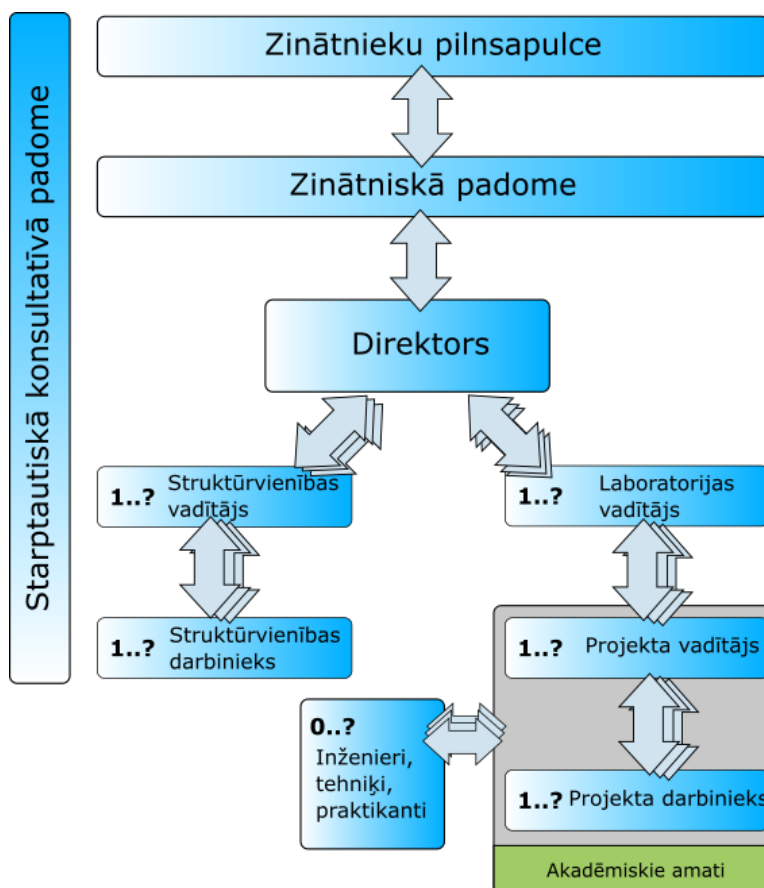 Starptautiskā konsultatīvā padome
Zinātnieku pilnsapulce
Zinātniskā padome
Direktors
1..? Struktūrvienības
vadītājs
1..? Laboratorijas
vadītājs
1..? Struktūrvienības
darbinieks
1..? Projekta vadītājs
0..?
Inženieri,
tehniķi,
praktikanti
1..? Projekta darbinieks
Akadēmiskie amati